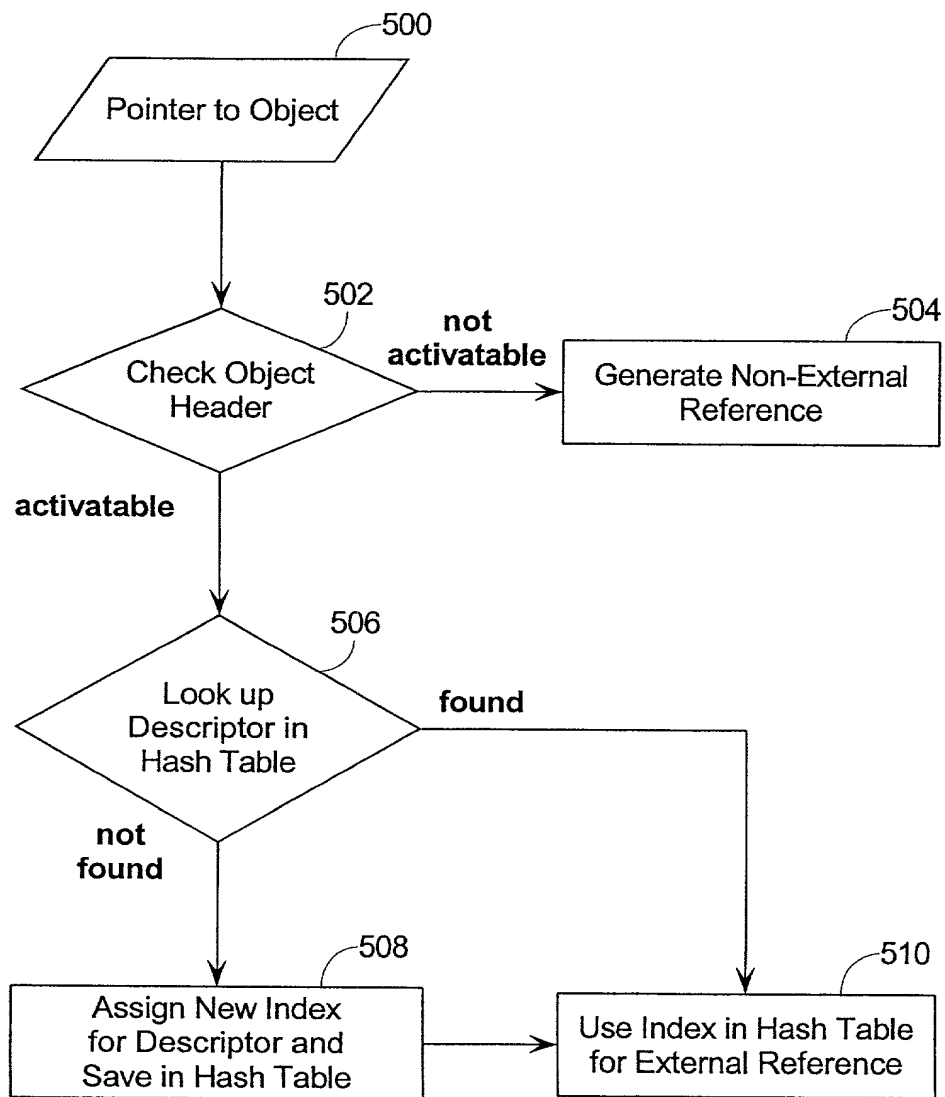 500
Pointer to Object
502
Check Object
Header
not
activatable
504
Generate Non-External
Reference
activatable
506
Look up
Descriptor in
Hash Table
found
not
found
508
Assign New Index
for Descriptor and
Save in Hash Table
510
Use Index in Hash Table
for External Reference